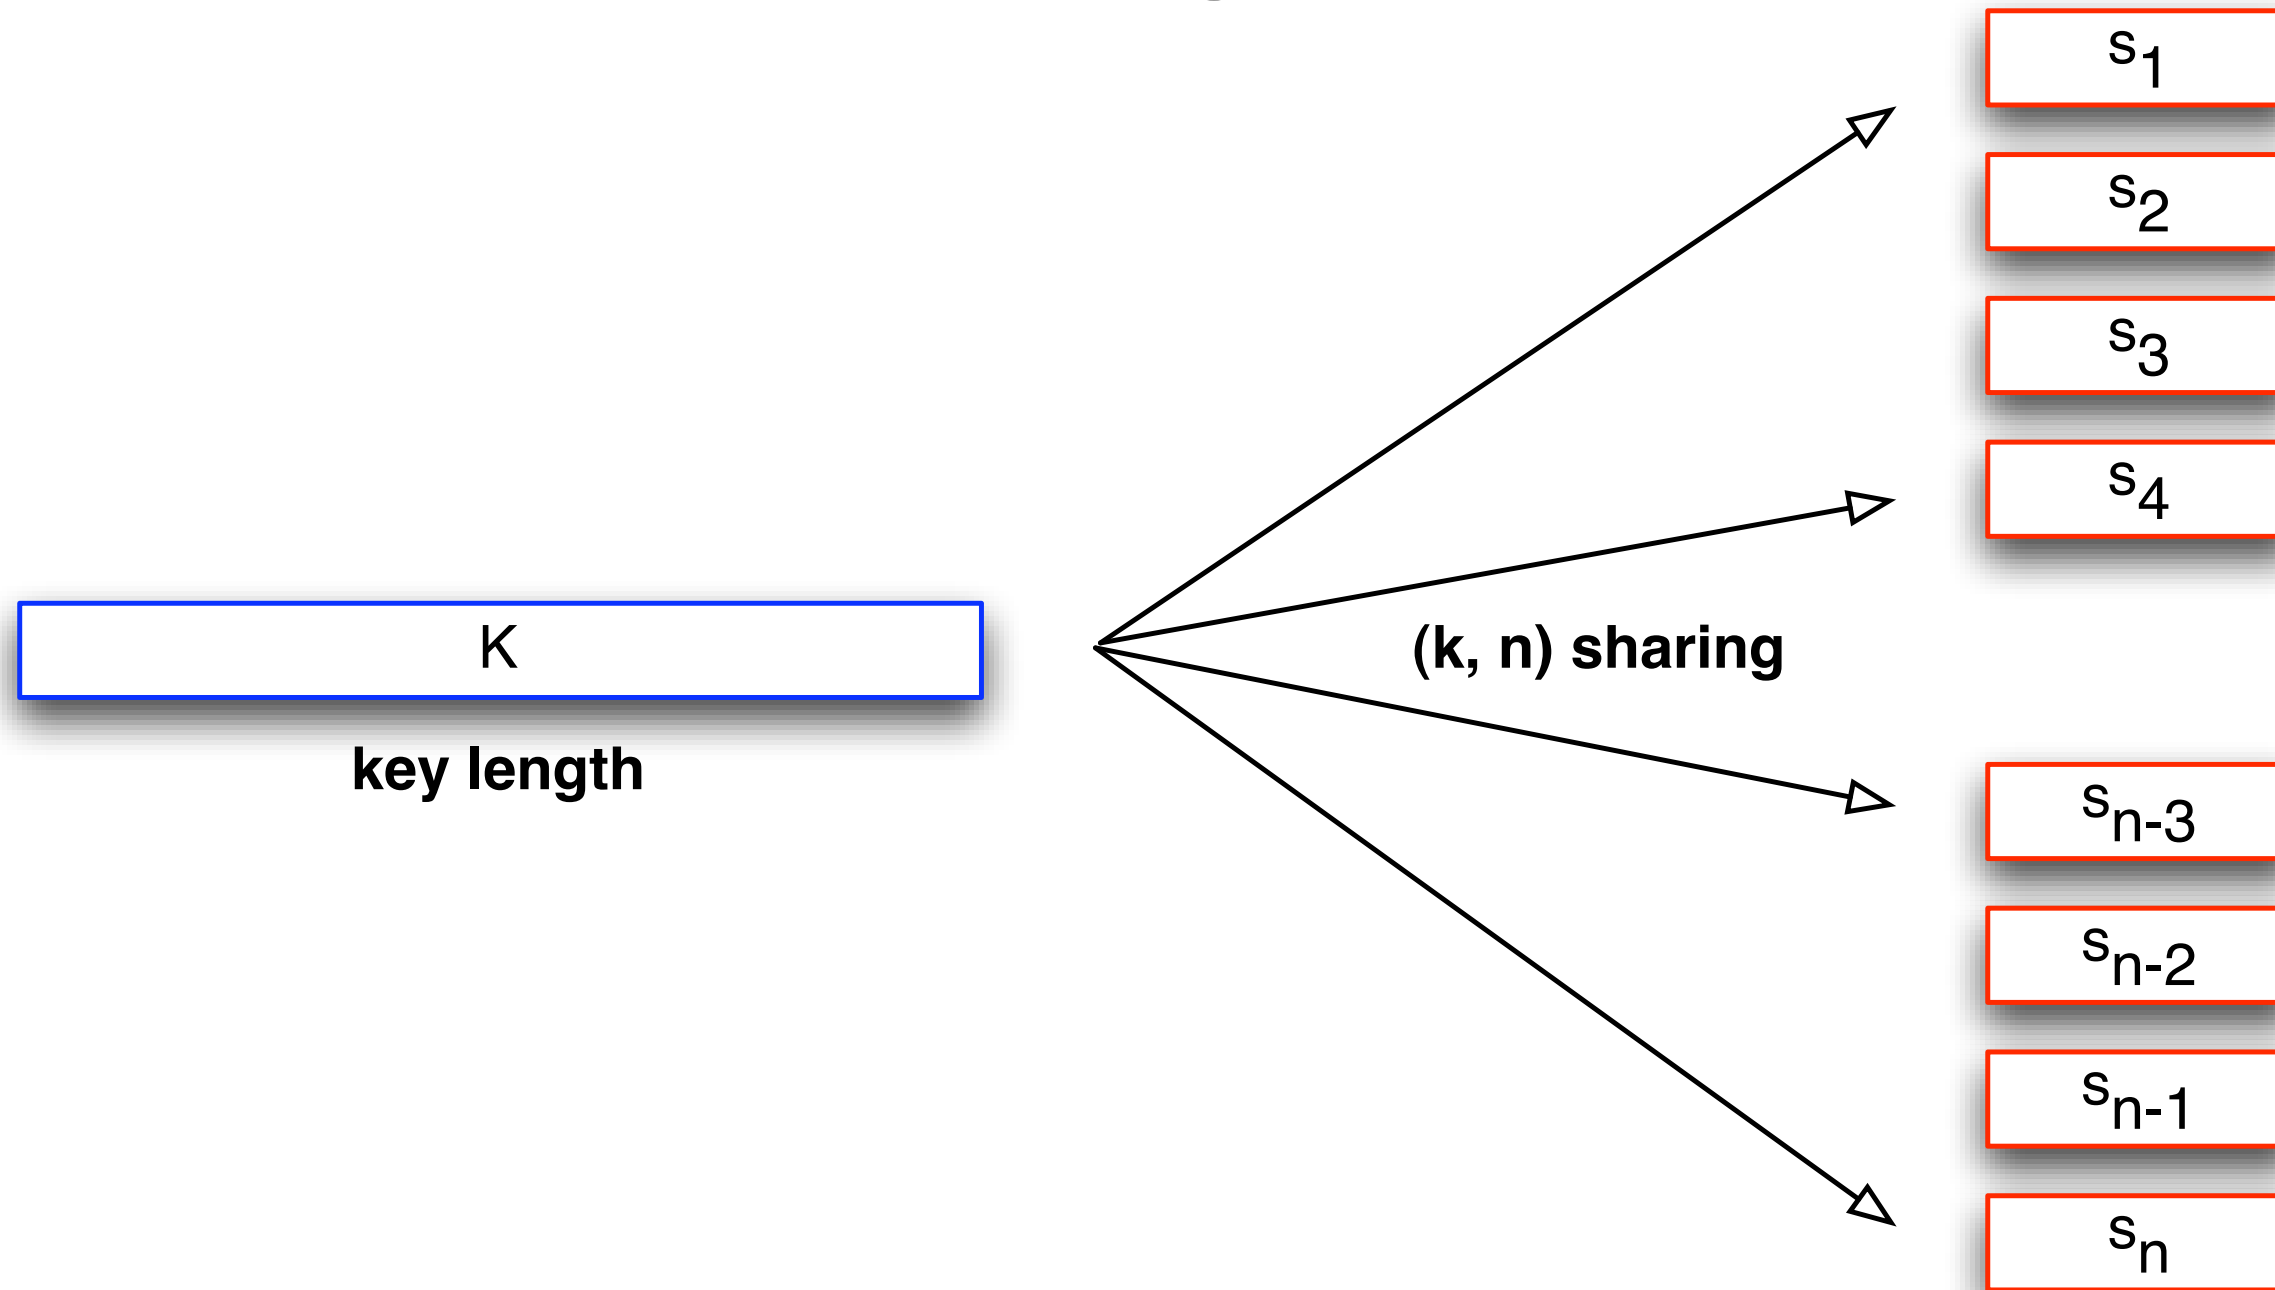 s1
s2
s3
s4
K
(k, n) sharing
key length
sn-3
sn-2
sn-1
sn